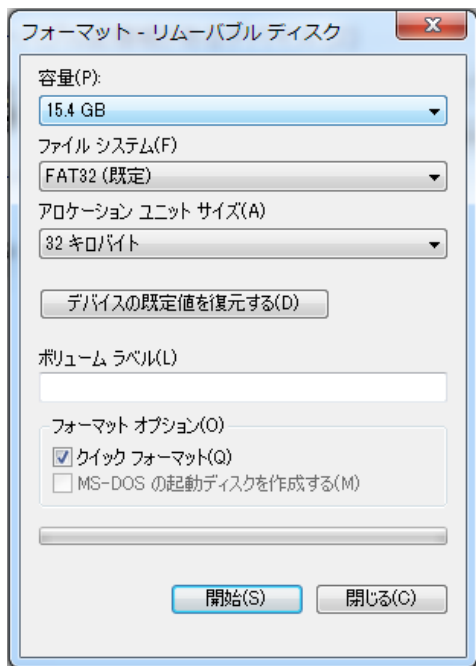 フォーマット - リムーバブル ディスク
容量(P):
15.4 GB
ファイル システム(F)
FAT32 (既定)
アロケーション ユニット サイズ(A)
32 キロバイト
デバイスの既定値を復元する(D)
ボリューム ラベル(L)
フォーマット オプション(O)
クイック フォーマット(Q)
MS-DOS の起動ディスクを作成する(M)
開始(S)
閉じる(C)